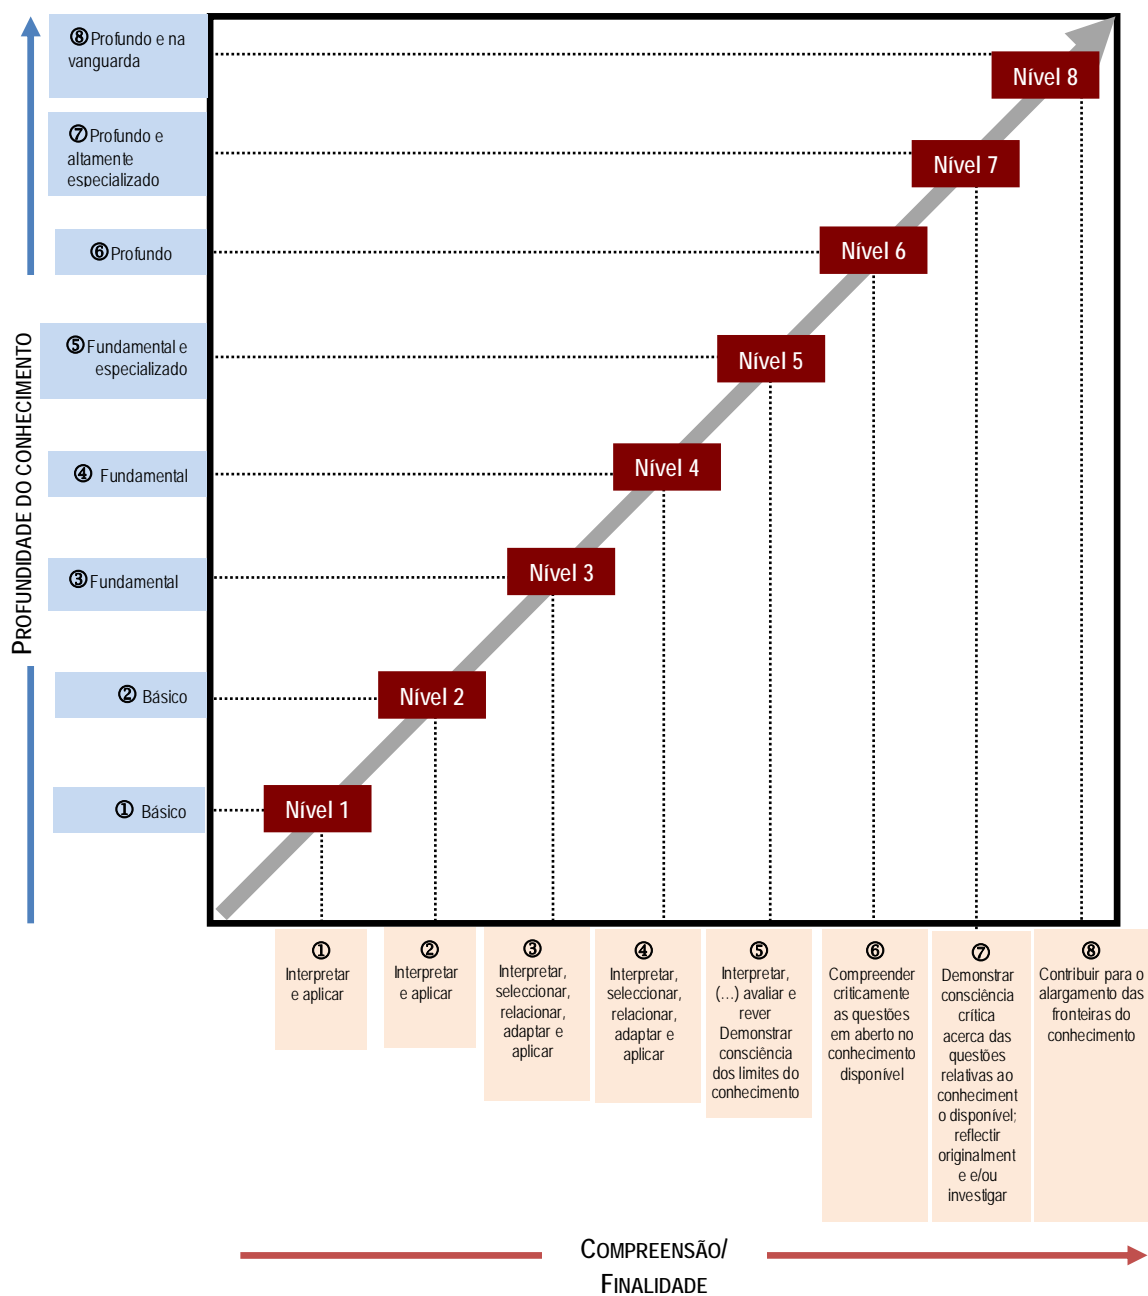 ⑧Profundo e na
vanguarda
Nível 8
⑦Profundo e
altamente
especializado
Nível 7
⑥Profundo
Nível 6
⑤Fundamental e
especializado
Nível 5
④ Fundamental
Nível 4
③Fundamental
Nível 3
② Básico
Nível 2
① Básico
Nível 1
PROFUNDIDADE DO CONHECIMENTO
①
Interpretar
e aplicar
②
Interpretar
e aplicar
③
Interpretar,
seleccionar,
relacionar,
adaptar e
aplicar
④
Interpretar,
seleccionar,
relacionar,
adaptar e
aplicar
⑤
Interpretar,
(...) avaliar e
rever
Demonstrar
consciência
dos limites do
conhecimento
⑥
Compreender
criticamente
as questões
em aberto no
conhecimento
disponível
⑦
Demonstrar
consciência
crítica
acerca das
questões
relativas ao
conheciment
o disponível;
reflectir
originalment
e e/ou
investigar
⑧
Contribuir para o
alargamento das
fronteiras do
conhecimento
COMPREENSÃO/
FINALIDADE